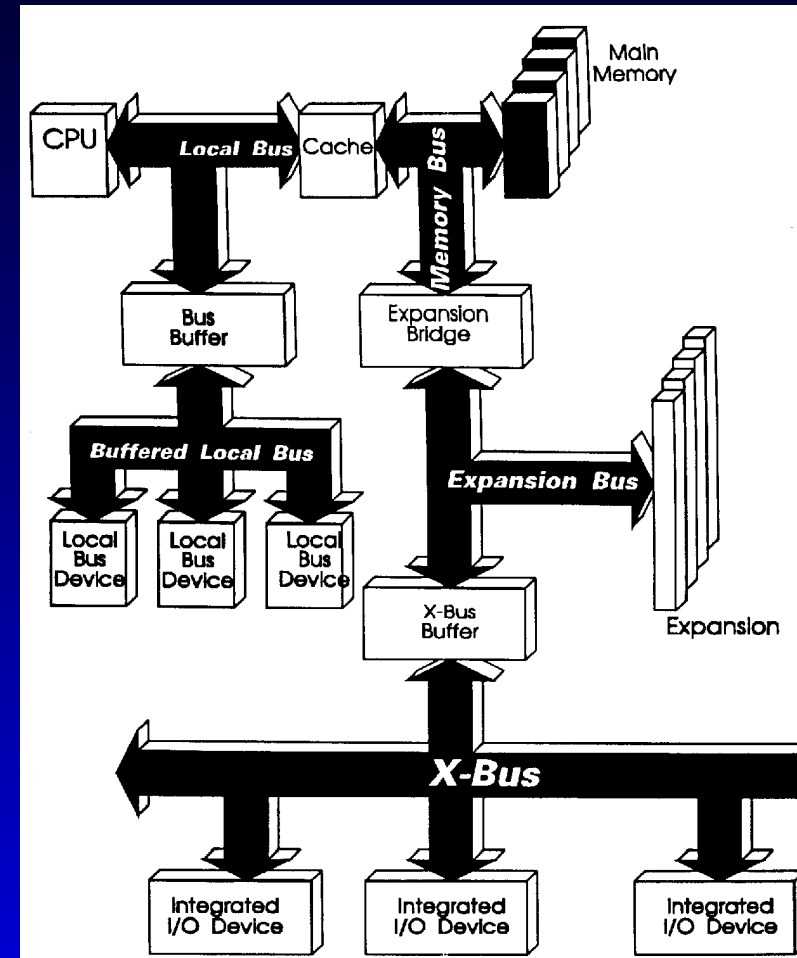 Main
Memory
CPU
Local Bus
Cache
Memory Bus
Bus
Buffer
Expansion
Bridge
Buffered Local Bus
Expansion Bus
Local
Bus
Device
Local
Bus
Device
Local
Bus
Device
X-Bus
Buffer
Expansion
X-Bus
Integrated
I/O Device
Integrated
I/O Device
Integrated
I/O Device